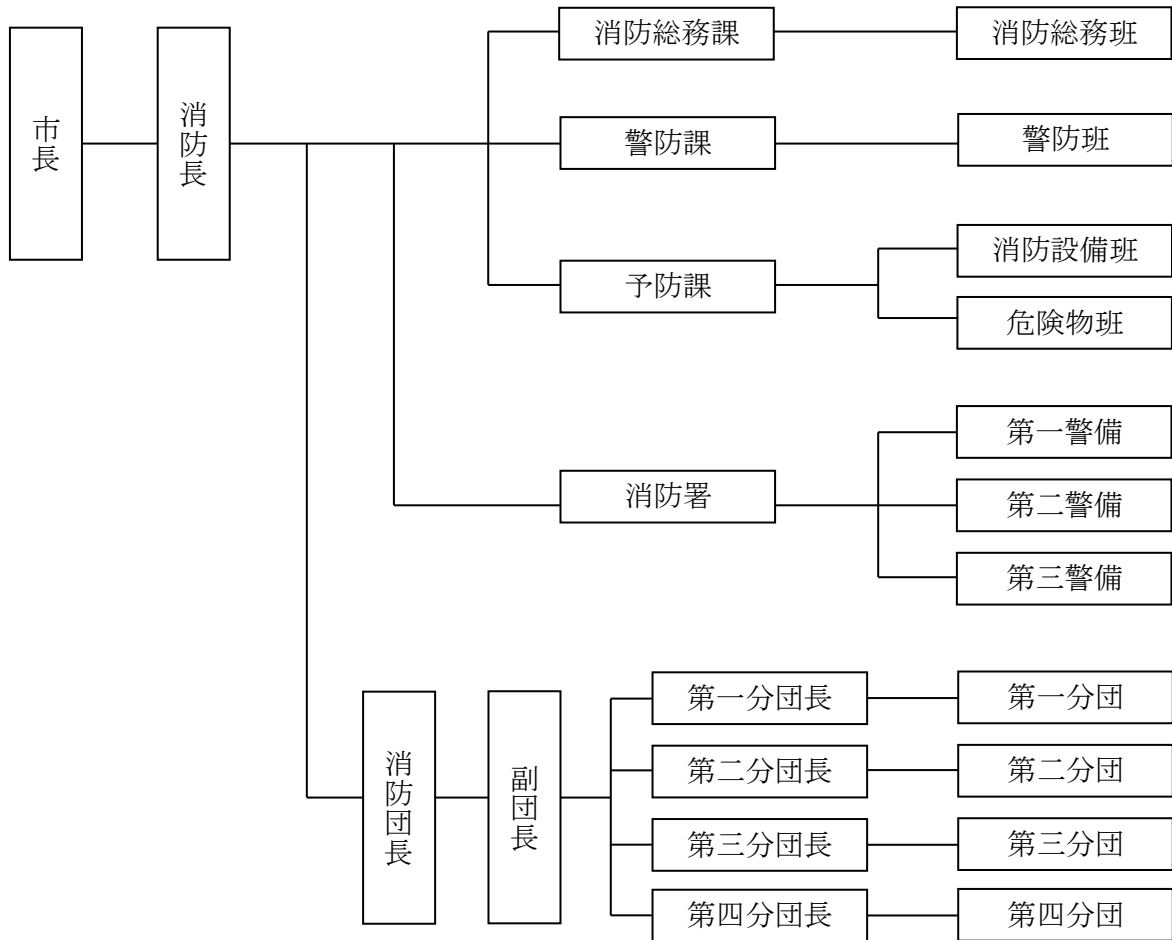 市長
消防長
消防総務課
消防総務班
警防課
警防班
予防課
消防設備班
危険物班
消防署
第一警備
第二警備
第三警備
消防団長
副団長
第一分団長
第一分団
第二分団長
第二分団
第三分団長
第三分団
第四分団長
第四分団